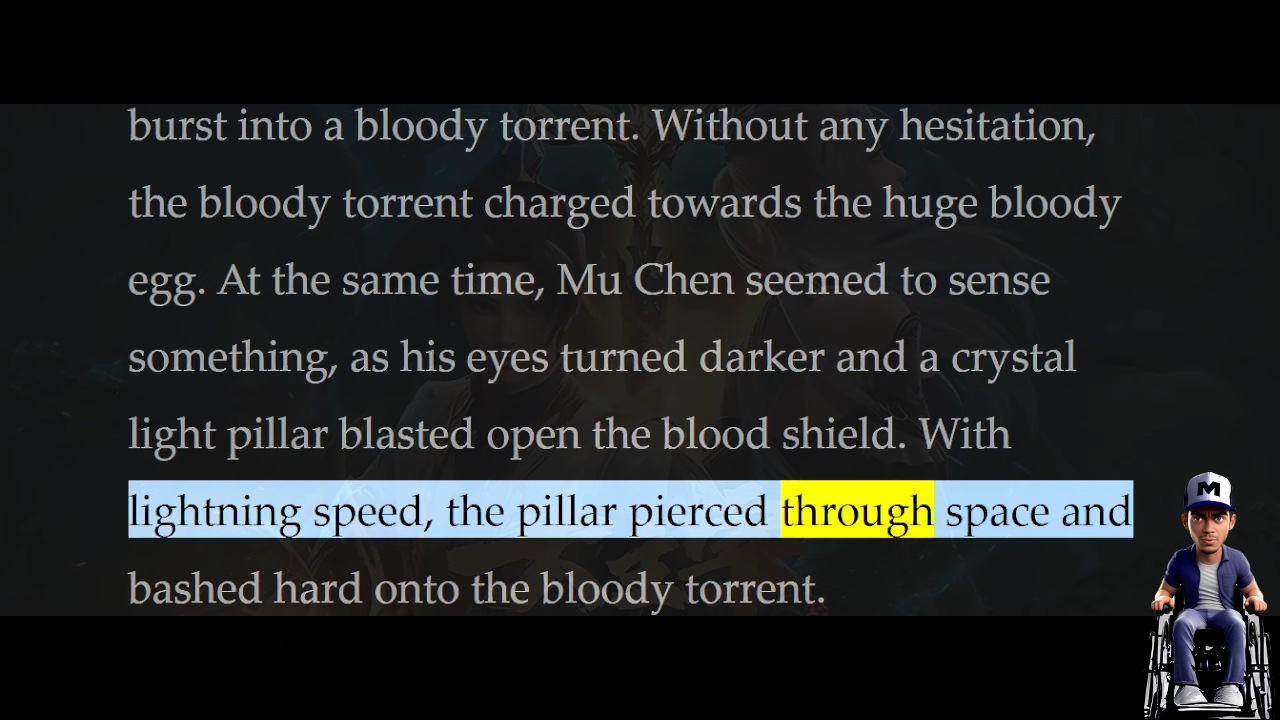 burst into a bloody torrent. Without any hesitation,
the bloody torrent charged towards the huge bloody
egg. At the same time, Mu Chen seemed to sense
something, as his eyes turned darker and a crystal
light pillar blasted open the blood shield. With
lightning speed, the pillar pierced through space and
bashed hard onto the bloody torrent.
M
M